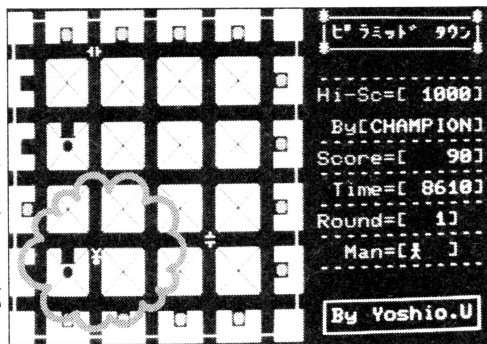 ピラミッド タウン
Hi-Sc=[ 1000]
By[CHAMPION]
Score=[ 90]
Time=[ 8610]
Round=[ 1]
Man=[ ]
By Yoshio.U